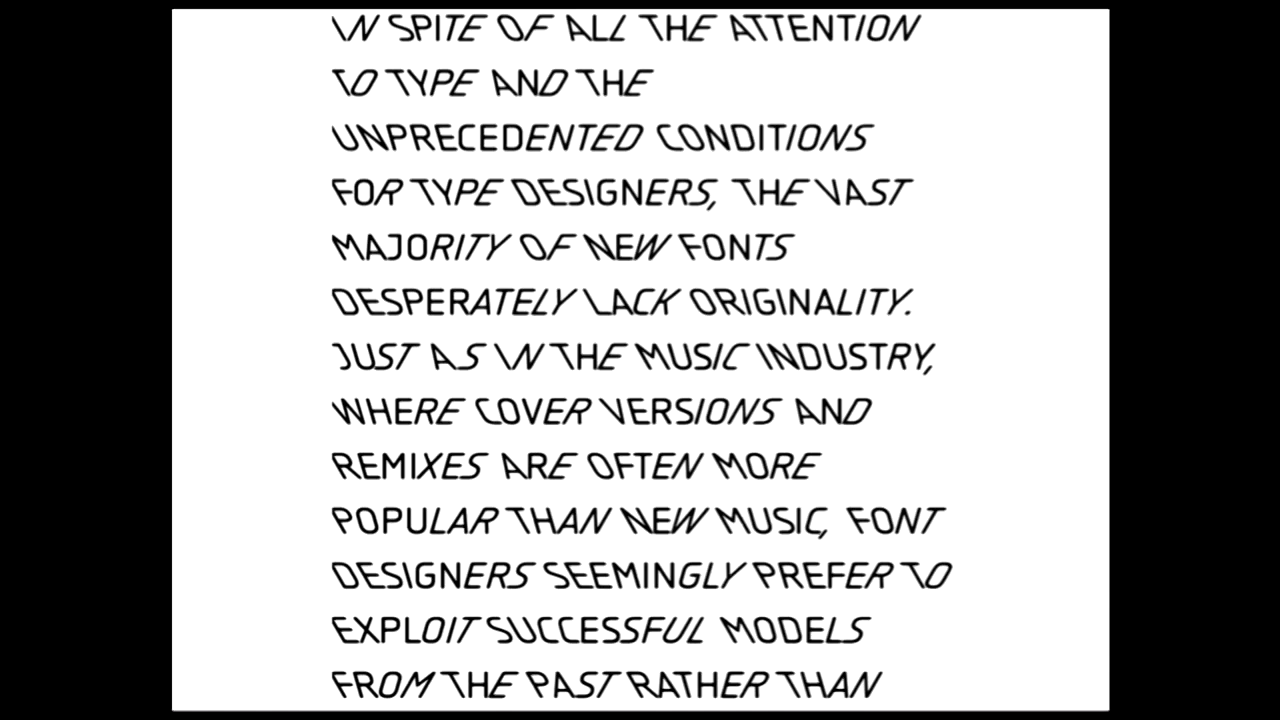 IN SPITE OF ALL THE ATTENTION
TO TYPE AND THE
UNPRECEDENTED CONDITIONS
FOR TYPE DESIGNERS, THE VAST
MAJORITY OF NEW FONTS
DESPERATELY LACK ORIGINALITY.
JUST AS IN THE MUSIC INDUSTRY,
WHERE COVER VERSIONS AND
REMIXES ARE OFTEN MORE
POPULAR THAN NEW MUSIC, FONT
DESIGNERS SEEMINGLY PREFER TO
EXPLOIT SUCCESSFUL MODELS
FROM THE PAST RATHER THAN